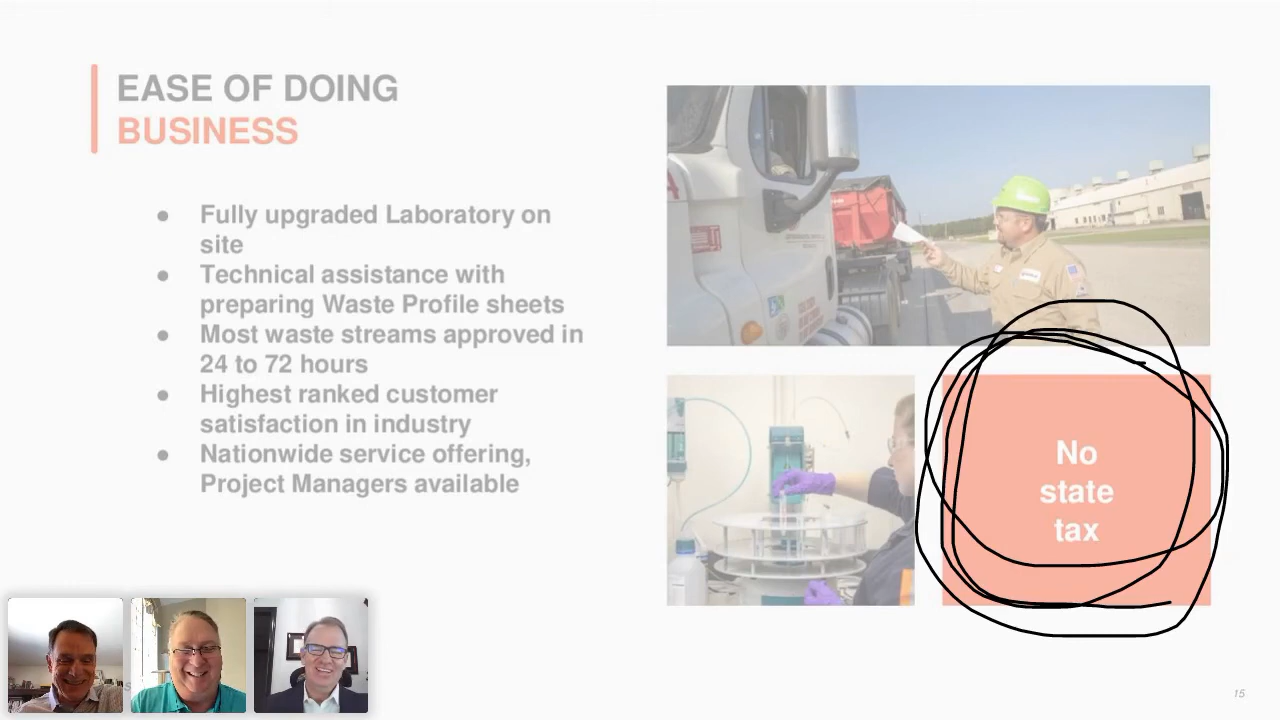 EASE OF DOING
BUSINESS
● Fully upgraded Laboratory on
site
● Technical assistance with
preparing Waste Profile sheets
● Most waste streams approved in
24 to 72 hours
● Highest ranked customer
satisfaction in industry
● Nationwide service offering,
Project Managers available
No
state
tax
15